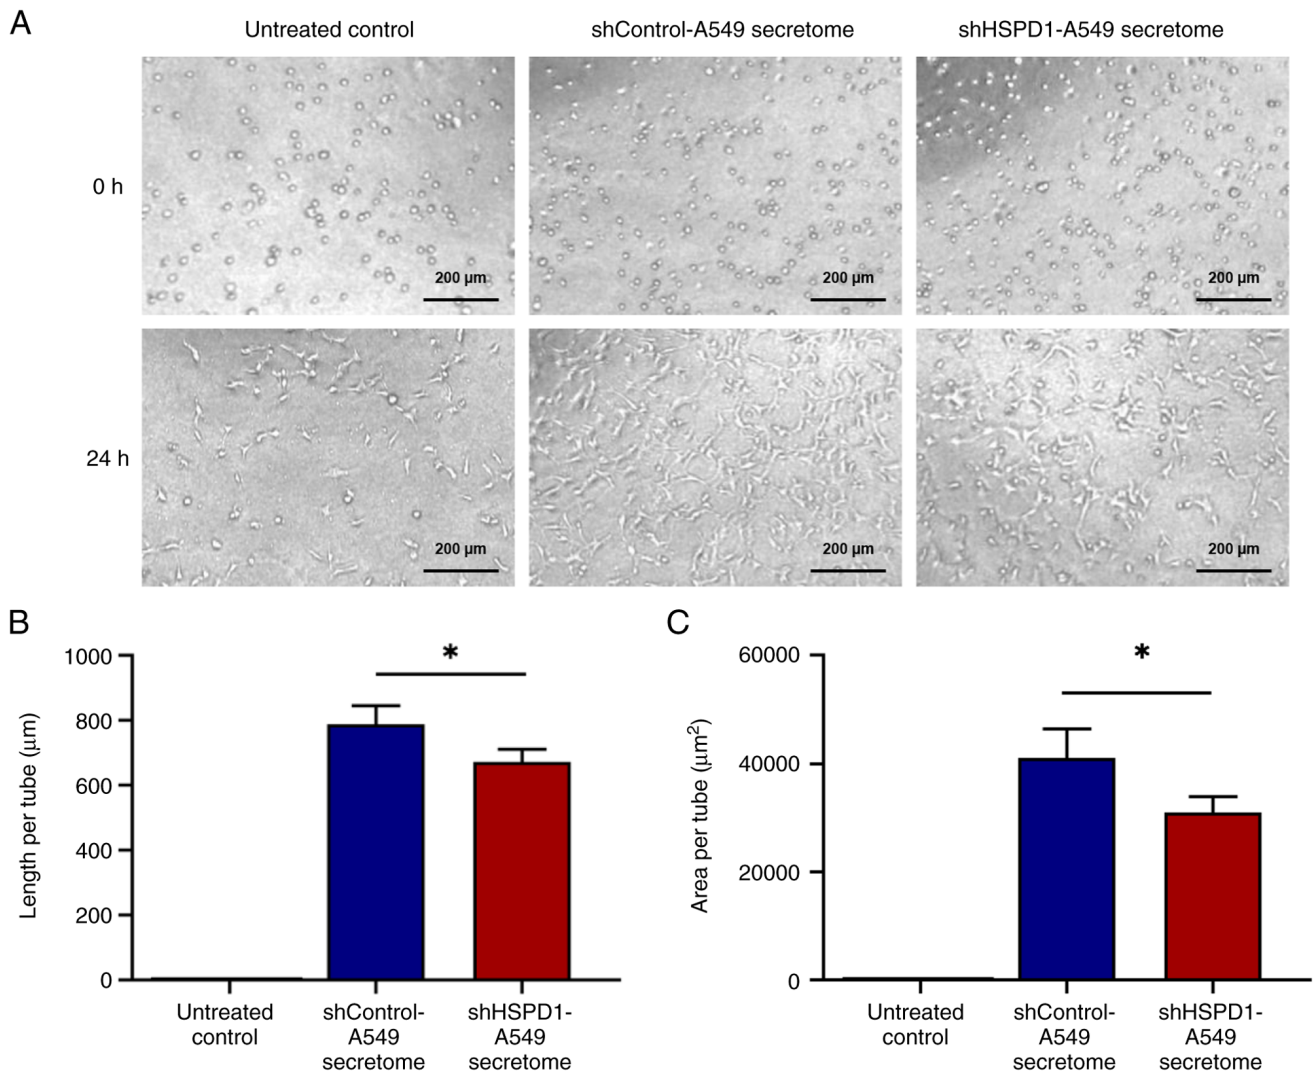 A
Untreated control
shControl-A549 secretome
shHSPD1-A549 secretome
0 h
200 µm
200 µm
200 µm
24 h
200 µm
200 µm
200 µm
B
Length per tube (µm)
1000
800
600
400
200
0
*
Untreated
control
shControl-
A549
secretome
shHSPD1-
A549
secretome
C
Area per tube (µm²)
60000
40000
20000
0
*
Untreated
control
shControl-
A549
secretome
shHSPD1-
A549
secretome